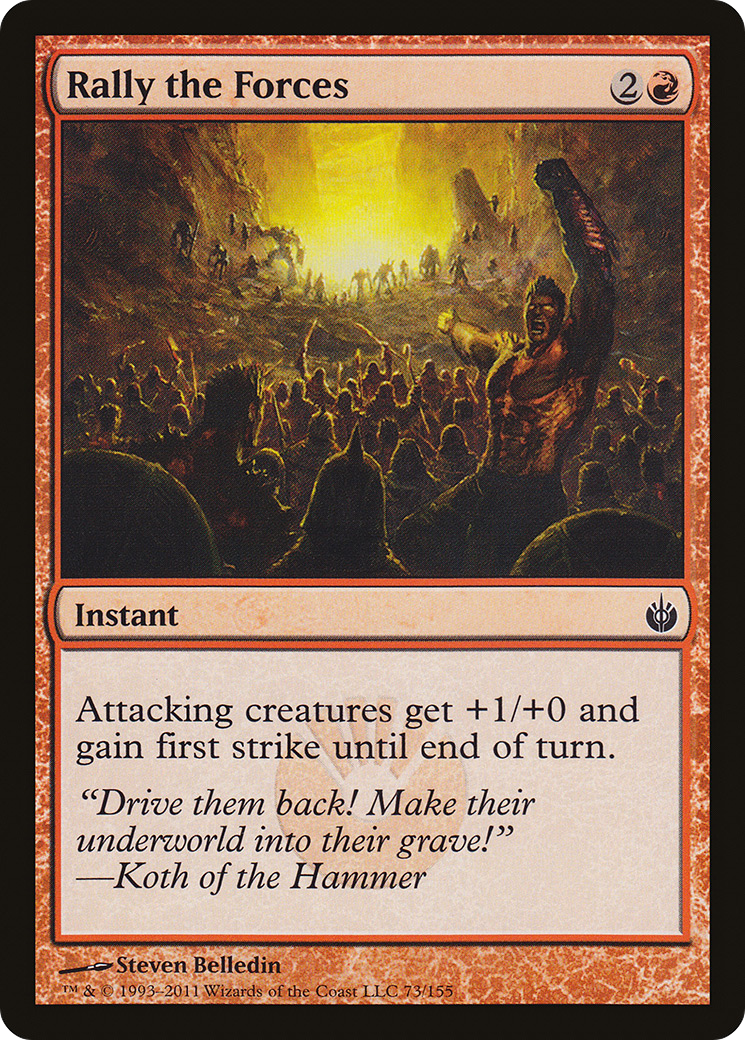 Rally the Forces 2
Instant
Attacking creatures get +1/+0 and
gain first strike until end of turn.
“Drive them back! Make their
underworld into their grave!”
—Koth of the Hammer
Steven Belledin
™ & © 1993–2011 Wizards of the Coast LLC 73/155